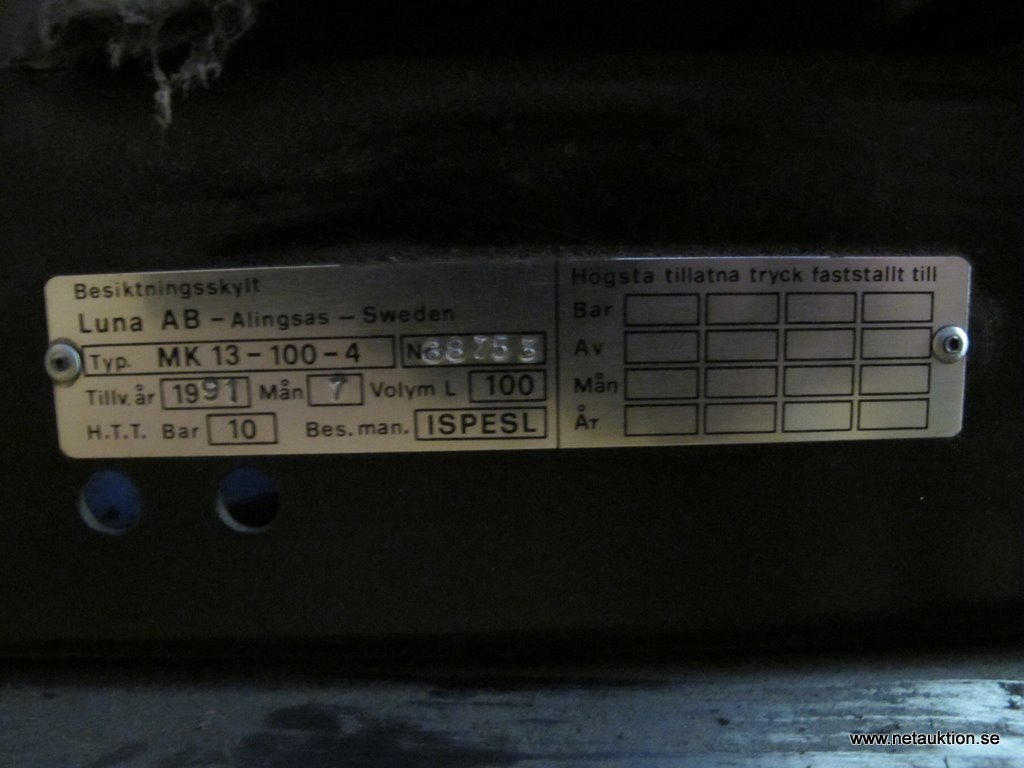 Besiktningsskylt
Luna AB - Alingsas - Sweden
Typ. MK 13-100-4 N
Tillv. år 1991 Mån 7 Volym L 100
H.T.T. Bar 10 Bes. man. ISPESL
Högsta tillatna tryck faststallt till
Bar
Av
Mån
År
www.netauktion.se